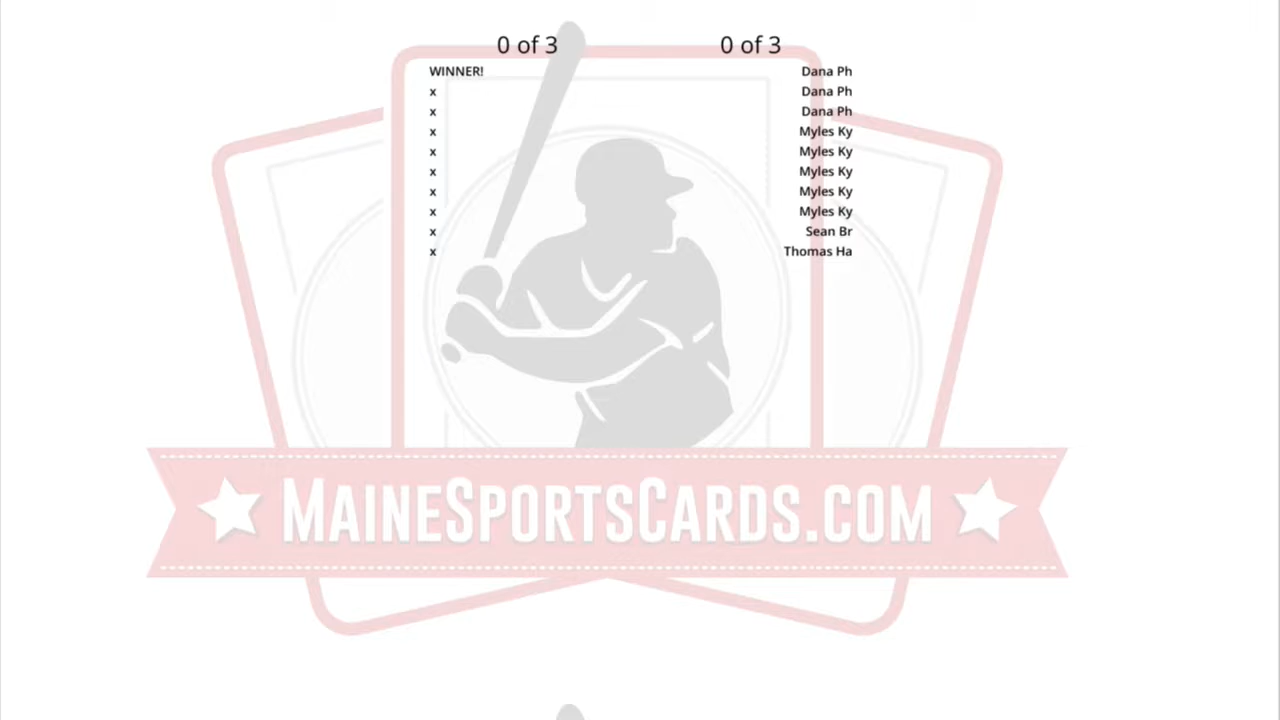 0 of 3 0 of 3
WINNER! Dana Ph
x Dana Ph
x Dana Ph
x Myles Ky
x Myles Ky
x Myles Ky
x Myles Ky
x Myles Ky
x Sean Br
x Thomas Ha
MAINESPORTSCARDS.COM